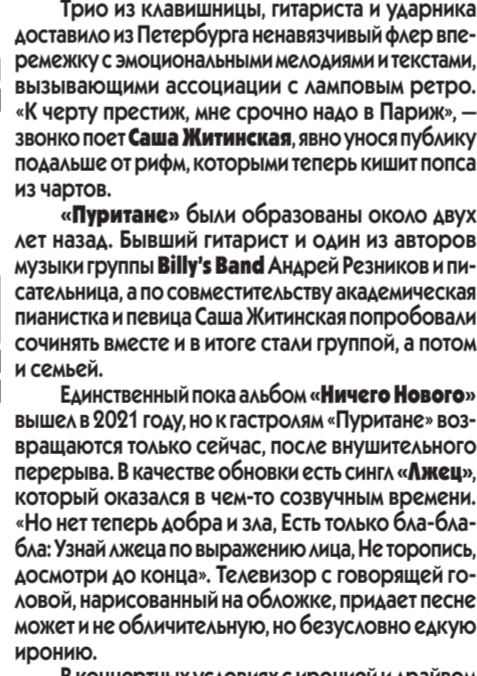 Трио из клавишницы, гитариста и ударника
доставило из Петербурга ненавязчивый флер впе-
ремежку с эмоциональными мелодиями и текстами,
вызывающими ассоциации с ламповым ретро.
«К черту престиж, мне срочно надо в Париж», —
звонко поет Саша Житинская, явно унося публику
подальше от рифм, которыми теперь кишит попса
из чартов.
«Пуритане» были образованы около двух
лет назад. Бывший гитарист и один из авторов
музыки группы Billy's Band Андрей Резников и пи-
сательница, а по совместительству академическая
пианистка и певица Саша Житинская попробовали
сочинять вместе и в итоге стали группой, а потом
и семьей.
Единственный пока альбом «Ничего Нового»
вышел в 2021 году, но к гастролям «Пуритане» воз-
вращаются только сейчас, после внушительного
перерыва. В качестве обновки есть сингл «Лжец»,
который оказался в чем-то созвучным времени.
«Но нет теперь добра и зла, Есть только бла-бла-
бла: Узнай лжеца по выражению лица, Не торопись,
досмотри до конца». Телевизор с говорящей го-
ловой, нарисованный на обложке, придает песне
может и не обличительную, но безусловно едкую
иронию.
В концертных условиях с иронией и драйвом